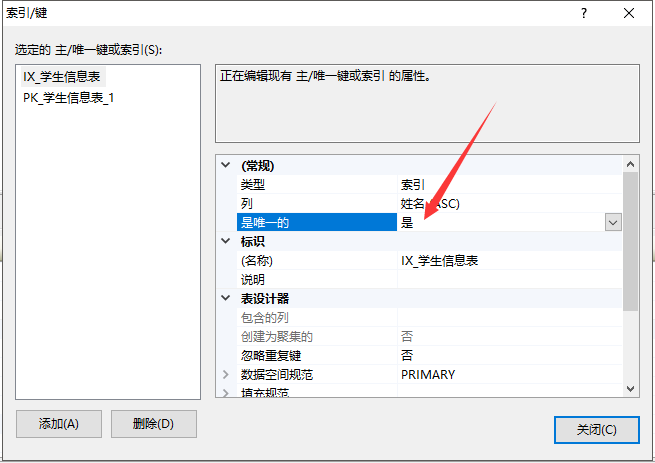 索引/键
? ×
选定的 主/唯一键或索引(S):
IX_学生信息表
PK_学生信息表_1
正在编辑现有 主/唯一键或索引 的属性。
(常规)
类型 索引
列 姓名 ASC)
是唯一的 是
标识
(名称) IX_学生信息表
说明
表设计器
包含的列
创建为聚集的 否
忽略重复键 否
数据空间规范 PRIMARY
填充规范
添加(A) 删除(D)
关闭(C)